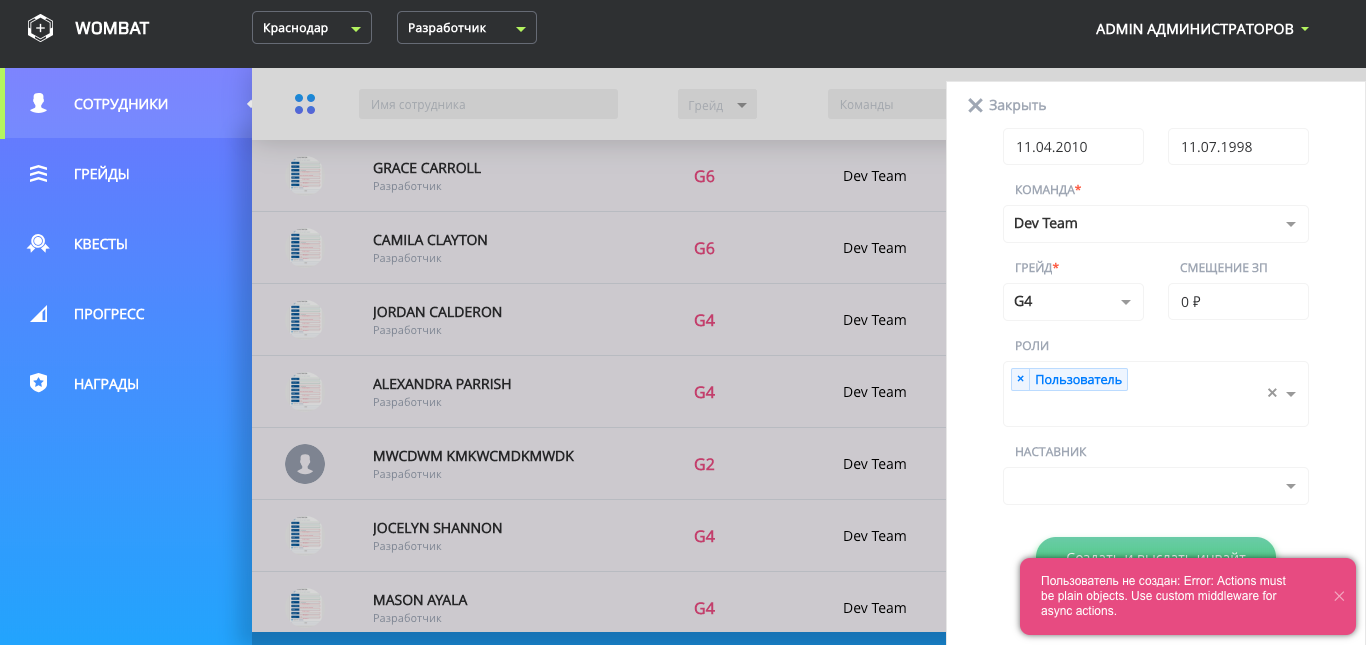 WOMBAT
Краснодар
Разработчик
ADMIN АДМИНИСТРАТОРОВ
СОТРУДНИКИ
ГРЕЙДЫ
КВЕСТЫ
ПРОГРЕСС
НАГРАДЫ
Имя сотрудника
Грейд
Команды
GRACE CARROLL
Разработчик
G6
Dev Team
CAMILA CLAYTON
Разработчик
G6
Dev Team
JORDAN CALDERON
Разработчик
G4
Dev Team
ALEXANDRA PARRISH
Разработчик
G4
Dev Team
MWCDWM KMKWCMDKMWDK
Разработчик
G2
Dev Team
JOCELYN SHANNON
Разработчик
G4
Dev Team
MASON AYALA
Разработчик
G4
Dev Team
Закрыть
11.04.2010
11.07.1998
КОМАНДА*
Dev Team
ГРЕЙД*
СМЕЩЕНИЕ ЗП
G4
0 ₽
РОЛИ
× Пользователь
НАСТАВНИК
Создать и выслать инвайт
Пользователь не создан: Error: Actions must
be plain objects. Use custom middleware for
async actions.